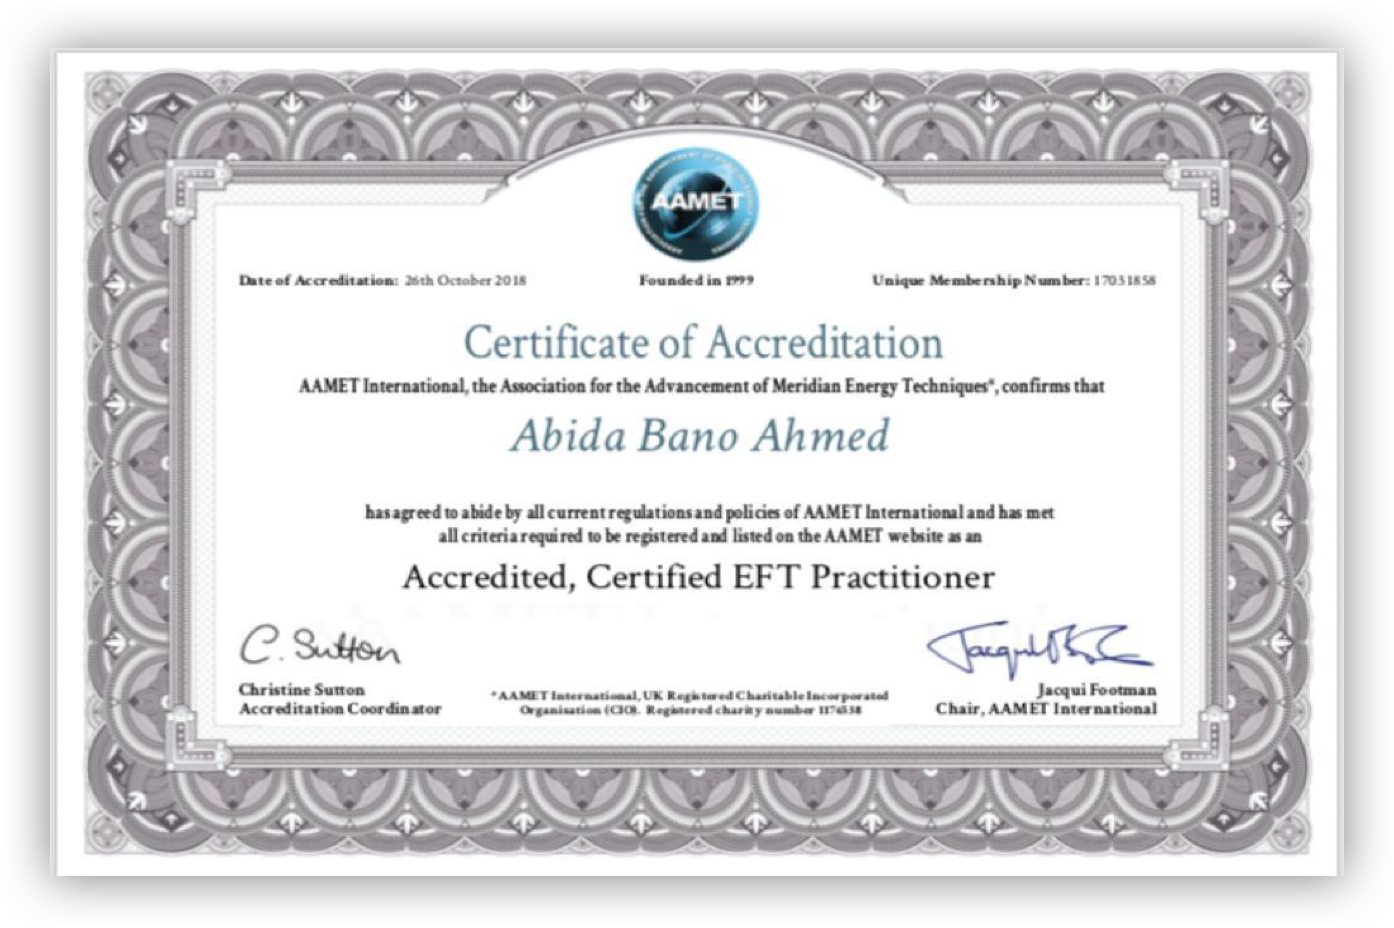 AAMET
Date of Accreditation: 26th October 2018
Founded in 1999
Unique Membership Number: 17031858
Certificate of Accreditation
AAMET International, the Association for the Advancement of Meridian Energy Techniques*, confirms that
Abida Bano Ahmed
has agreed to abide by all current regulations and policies of AAMET International and has met
all criteria required to be registered and listed on the AAMET website as an
Accredited, Certified EFT Practitioner
C. Sutton
Christine Sutton
Accreditation Coordinator
*AAMET International, UK Registered Charitable Incorporated
Organisation (CIO). Registered charity number 1176538
Jacqui Footman
Chair, AAMET International